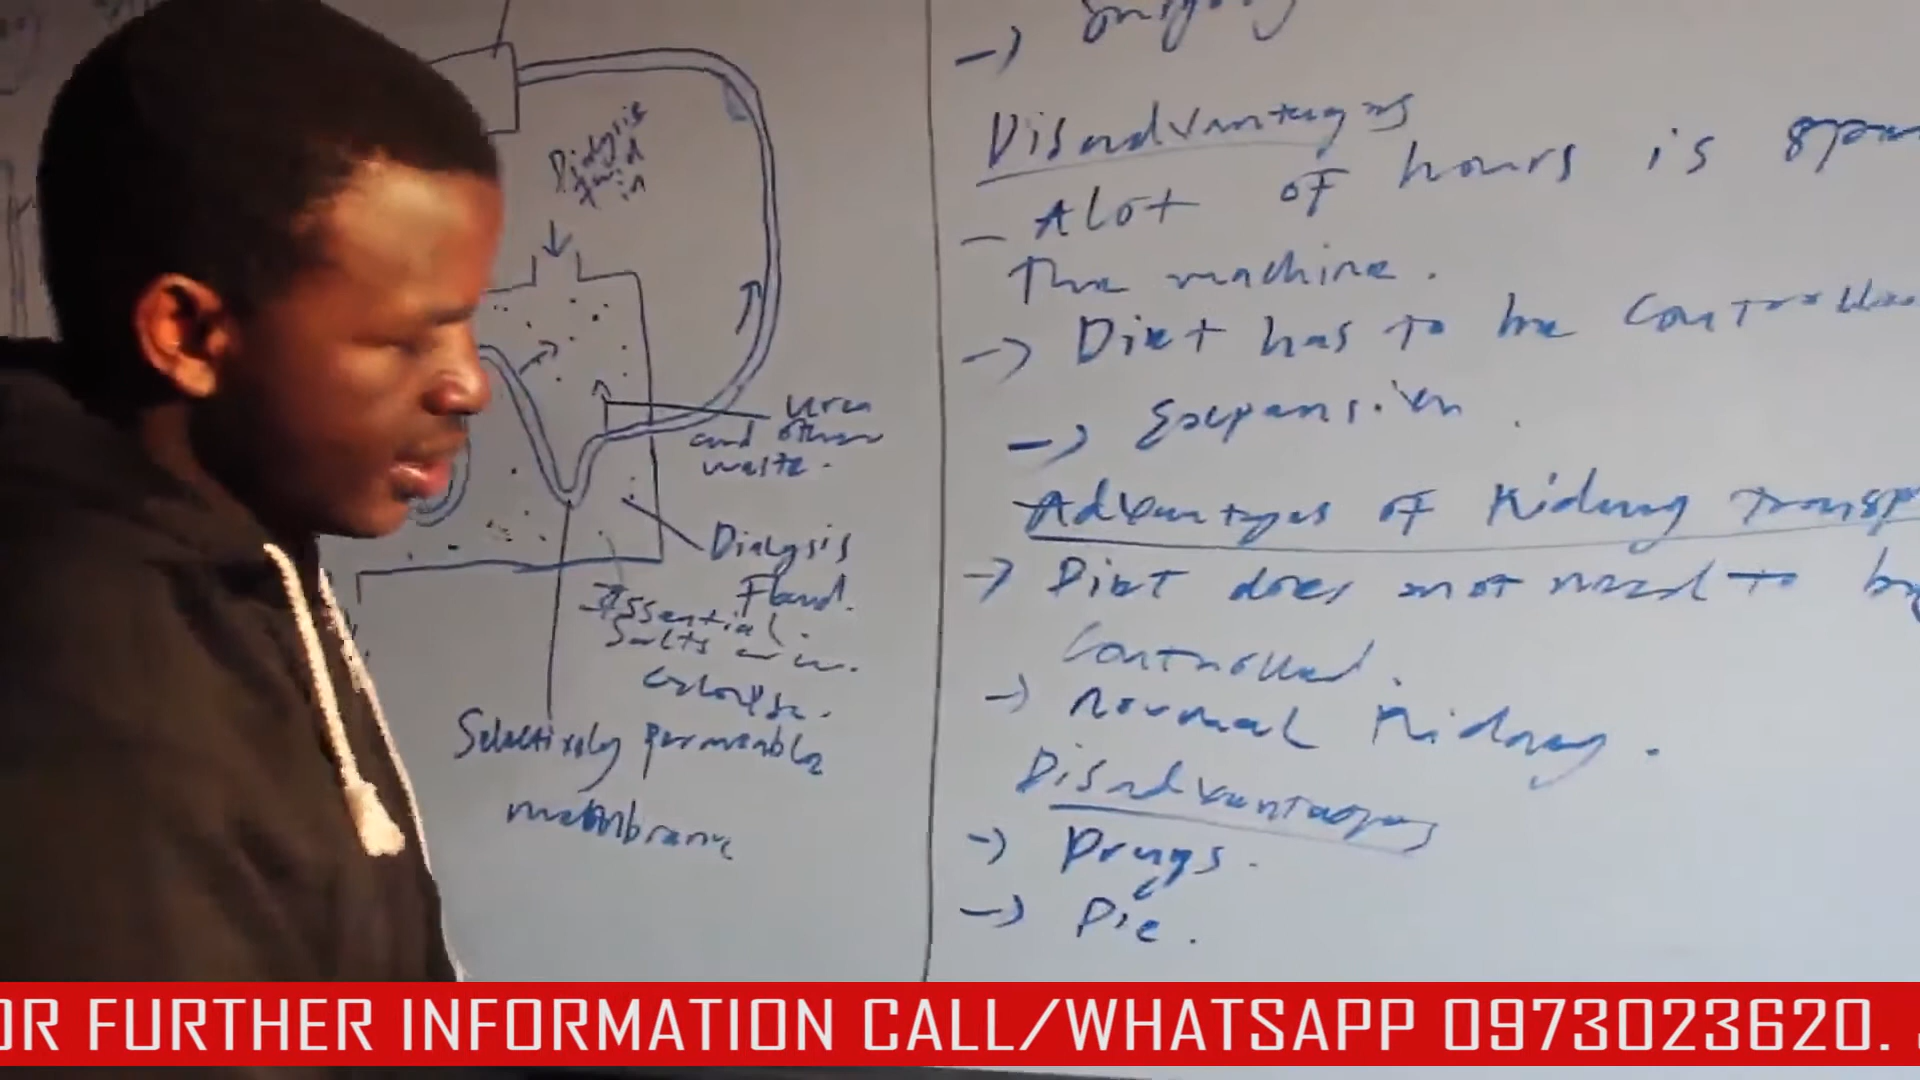 Dialysis
fluid
in
Urea
and other
waste.
Dialysis
Fluid.
Essential
Salts
Selectively permeable
membrane
→ Surgery
Disadvantages
- Alot of hours is spen
The machine.
→ Diet has to be Controlled
→ Expensive.
Advantages of Kidney Transp
→ Diet does not need to be
Controlled.
→ Normal Kidney.
Disadvantages
→ Drugs.
→ Die.
OR FURTHER INFORMATION CALL/WHATSAPP 0973023620.